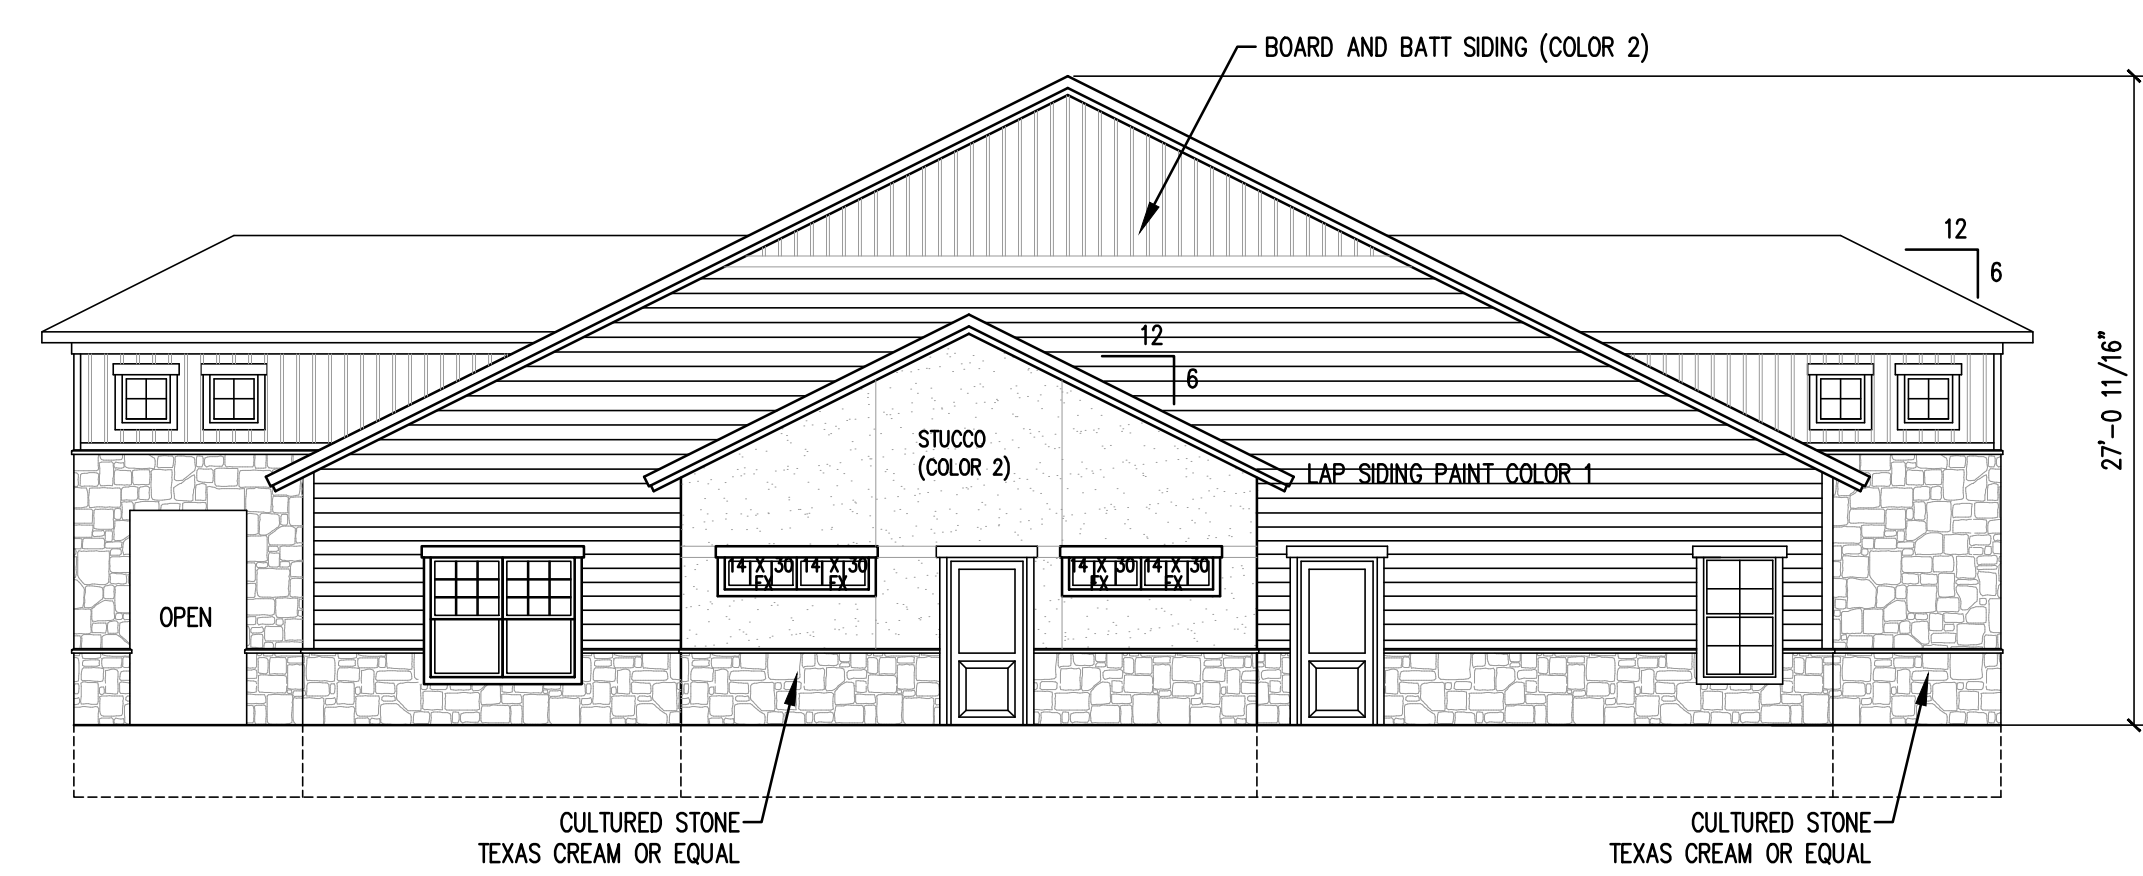 BOARD AND BATT SIDING (COLOR 2)
12
6
12
6
27'-0 11/16"
STUCCO
(COLOR 2)
LAP SIDING PAINT COLOR 1
14 X 30 14 X 30
FX FX
14 X 30 14 X 30
FX FX
OPEN
CULTURED STONE
TEXAS CREAM OR EQUAL
CULTURED STONE
TEXAS CREAM OR EQUAL